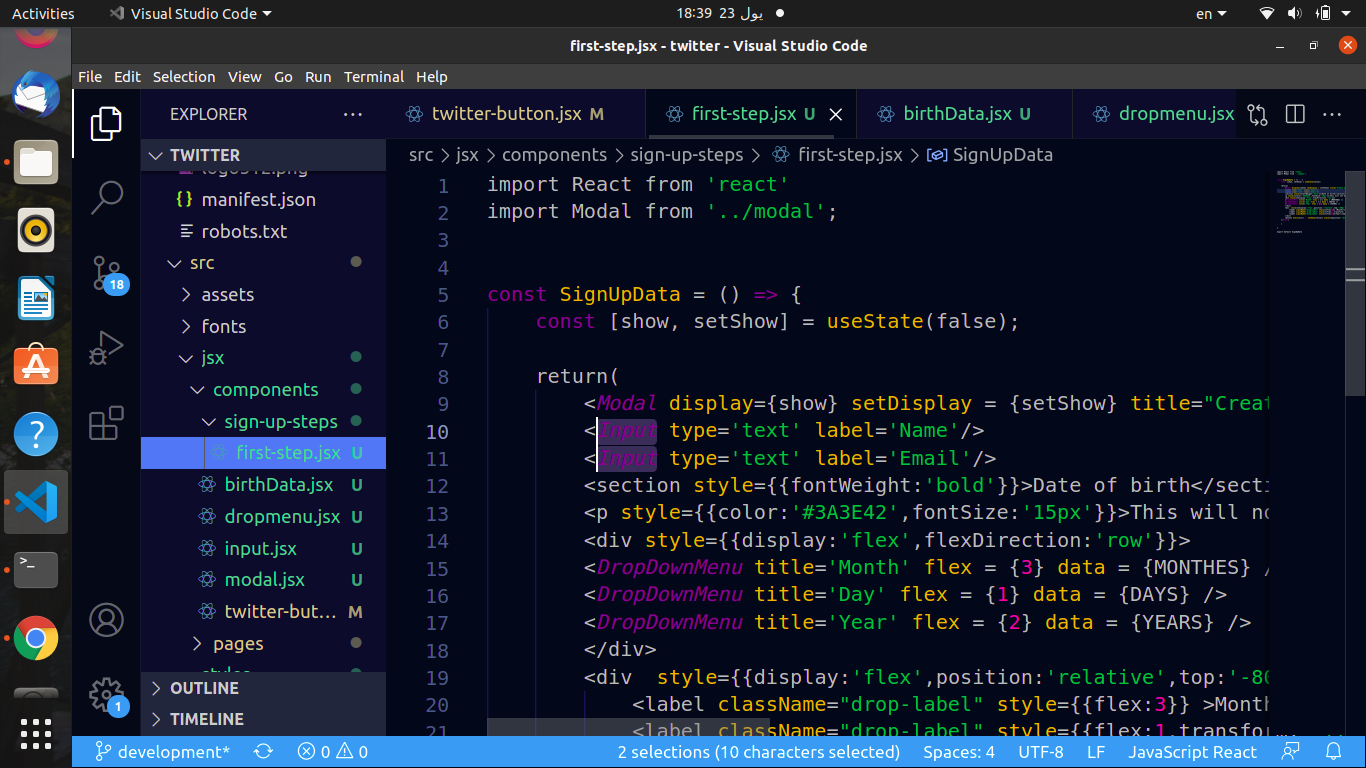 Activities Visual Studio Code 18:39 23 يول en
first-step.jsx - twitter - Visual Studio Code
File Edit Selection View Go Run Terminal Help
EXPLORER
twitter-button.jsx M first-step.jsx U birthData.jsx U dropmenu.jsx
TWITTER
manifest.json
robots.txt
src
assets
fonts
jsx
components
sign-up-steps
first-step.jsx U
birthData.jsx U
dropmenu.jsx U
input.jsx U
modal.jsx U
twitter-but... M
pages
OUTLINE
TIMELINE
18
1
src > jsx > components > sign-up-steps > first-step.jsx > SignUpData
1 import React from 'react'
2 import Modal from '../modal';
3
4
5 const SignUpData = () => {
6 const [show, setShow] = useState(false);
7
8 return(
9 <Modal display={show} setDisplay = {setShow} title="Creat
10 <Input type='text' label='Name'/>
11 <Input type='text' label='Email'/>
12 <section style={{fontWeight:'bold'}}>Date of birth</secti
13 <p style={{color:'#3A3E42',fontSize:'15px'}}>This will no
14 <div style={{display:'flex',flexDirection:'row'}}>
15 <DropDownMenu title='Month' flex = {3} data = {MONTHES} /
16 <DropDownMenu title='Day' flex = {1} data = {DAYS} />
17 <DropDownMenu title='Year' flex = {2} data = {YEARS} />
18 </div>
19 <div  style={{display:'flex',position:'relative',top:'-80
20 <label className="drop-label" style={{flex:3}} >Month
21 <label className="drop-label" style={{flex:1,transfor
development* 0 0 2 selections (10 characters selected) Spaces: 4 UTF-8 LF JavaScript React